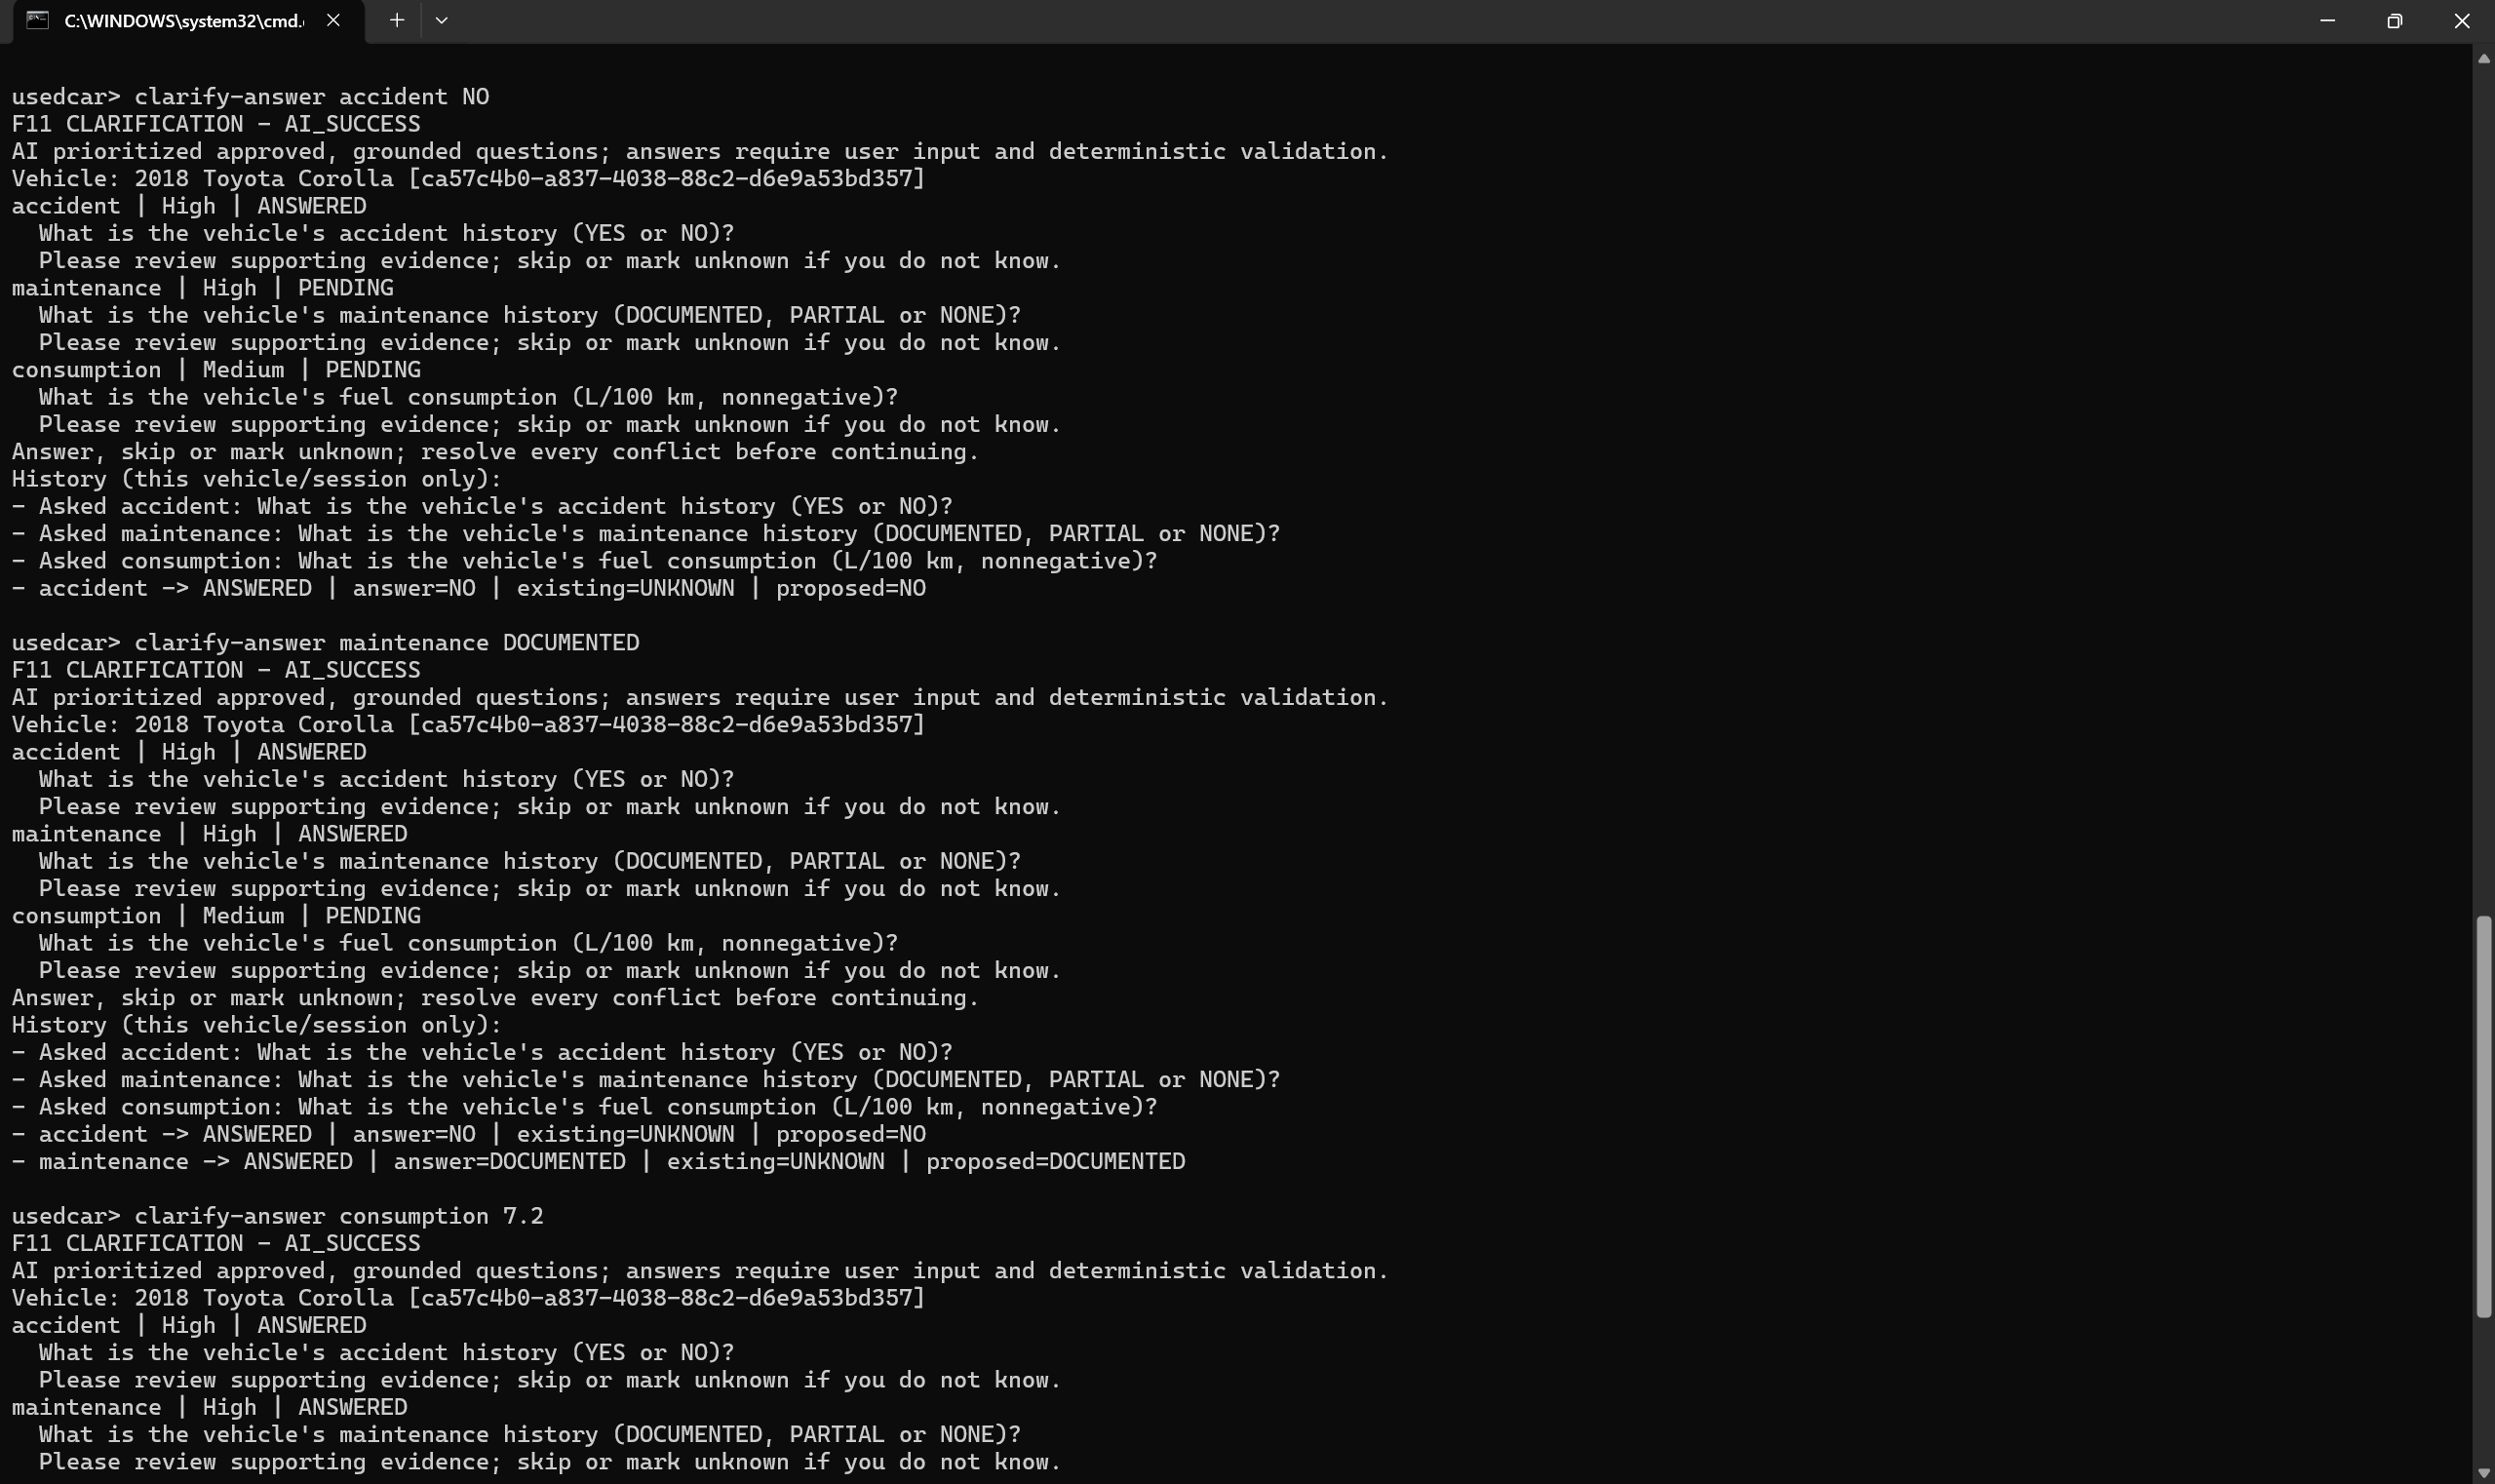 C:\WINDOWS\system32\cmd.
usedcar> clarify-answer accident NO
F11 CLARIFICATION - AI_SUCCESS
AI prioritized approved, grounded questions; answers require user input and deterministic validation.
Vehicle: 2018 Toyota Corolla [ca57c4b0-a837-4038-88c2-d6e9a53bd357]
accident | High | ANSWERED
  What is the vehicle's accident history (YES or NO)?
  Please review supporting evidence; skip or mark unknown if you do not know.
maintenance | High | PENDING
  What is the vehicle's maintenance history (DOCUMENTED, PARTIAL or NONE)?
  Please review supporting evidence; skip or mark unknown if you do not know.
consumption | Medium | PENDING
  What is the vehicle's fuel consumption (L/100 km, nonnegative)?
  Please review supporting evidence; skip or mark unknown if you do not know.
Answer, skip or mark unknown; resolve every conflict before continuing.
History (this vehicle/session only):
- Asked accident: What is the vehicle's accident history (YES or NO)?
- Asked maintenance: What is the vehicle's maintenance history (DOCUMENTED, PARTIAL or NONE)?
- Asked consumption: What is the vehicle's fuel consumption (L/100 km, nonnegative)?
- accident -> ANSWERED | answer=NO | existing=UNKNOWN | proposed=NO
usedcar> clarify-answer maintenance DOCUMENTED
F11 CLARIFICATION - AI_SUCCESS
AI prioritized approved, grounded questions; answers require user input and deterministic validation.
Vehicle: 2018 Toyota Corolla [ca57c4b0-a837-4038-88c2-d6e9a53bd357]
accident | High | ANSWERED
  What is the vehicle's accident history (YES or NO)?
  Please review supporting evidence; skip or mark unknown if you do not know.
maintenance | High | ANSWERED
  What is the vehicle's maintenance history (DOCUMENTED, PARTIAL or NONE)?
  Please review supporting evidence; skip or mark unknown if you do not know.
consumption | Medium | PENDING
  What is the vehicle's fuel consumption (L/100 km, nonnegative)?
  Please review supporting evidence; skip or mark unknown if you do not know.
Answer, skip or mark unknown; resolve every conflict before continuing.
History (this vehicle/session only):
- Asked accident: What is the vehicle's accident history (YES or NO)?
- Asked maintenance: What is the vehicle's maintenance history (DOCUMENTED, PARTIAL or NONE)?
- Asked consumption: What is the vehicle's fuel consumption (L/100 km, nonnegative)?
- accident -> ANSWERED | answer=NO | existing=UNKNOWN | proposed=NO
- maintenance -> ANSWERED | answer=DOCUMENTED | existing=UNKNOWN | proposed=DOCUMENTED
usedcar> clarify-answer consumption 7.2
F11 CLARIFICATION - AI_SUCCESS
AI prioritized approved, grounded questions; answers require user input and deterministic validation.
Vehicle: 2018 Toyota Corolla [ca57c4b0-a837-4038-88c2-d6e9a53bd357]
accident | High | ANSWERED
  What is the vehicle's accident history (YES or NO)?
  Please review supporting evidence; skip or mark unknown if you do not know.
maintenance | High | ANSWERED
  What is the vehicle's maintenance history (DOCUMENTED, PARTIAL or NONE)?
  Please review supporting evidence; skip or mark unknown if you do not know.